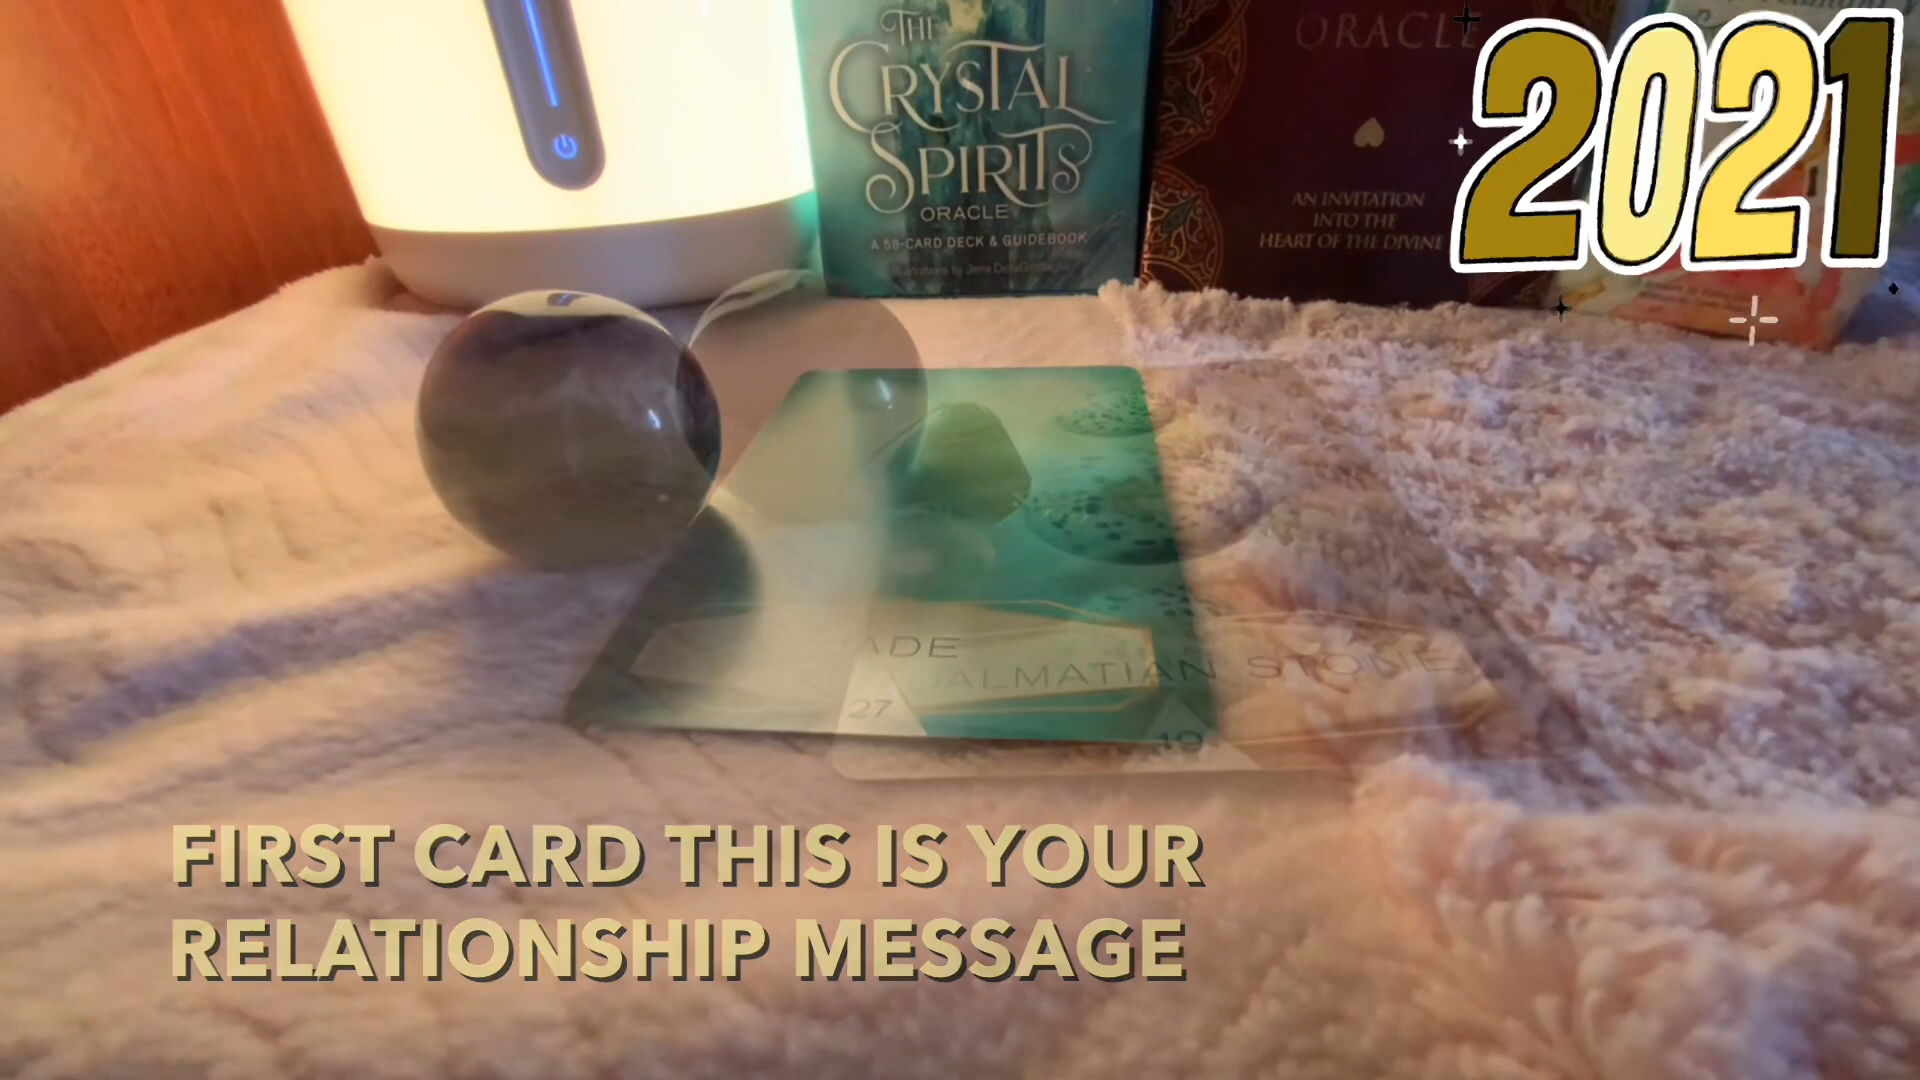 THE
CRYSTAL
SPIRITS
ORACLE
A 58-CARD DECK & GUIDEBOOK
ORACLE
AN INVITATION
INTO THE
HEART OF THE DIVINE
2021
JADE
27
DALMATIAN STONE
19
FIRST CARD THIS IS YOUR
RELATIONSHIP MESSAGE